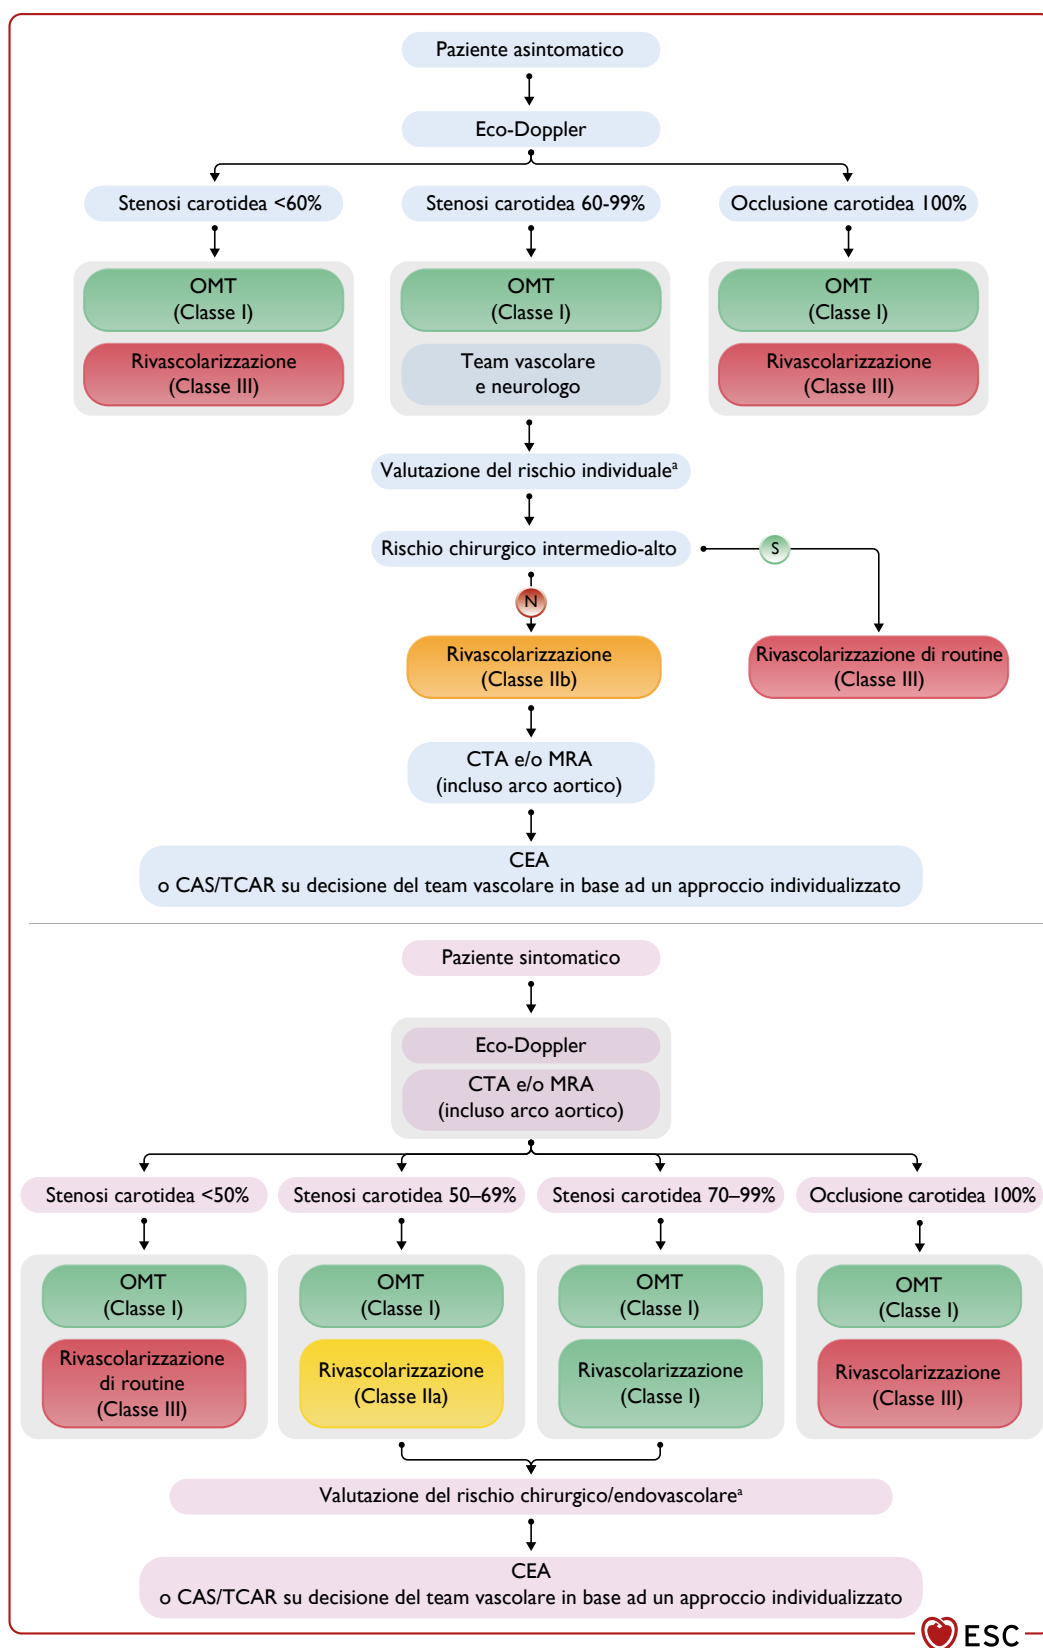 Paziente asintomatico
Eco-Doppler
Stenosi carotidea <60%
Stenosi carotidea 60-99%
Occlusione carotidea 100%
OMT
(Classe I)
Rivascolarizzazione
(Classe III)
OMT
(Classe I)
Team vascolare
e neurologo
OMT
(Classe I)
Rivascolarizzazione
(Classe III)
Valutazione del rischio individualeª
Rischio chirurgico intermedio-alto
S
N
Rivascolarizzazione
(Classe IIb)
Rivascolarizzazione di routine
(Classe III)
CTA e/o MRA
(incluso arco aortico)
CEA
o CAS/TCAR su decisione del team vascolare in base ad un approccio individualizzato
Paziente sintomatico
Eco-Doppler
CTA e/o MRA
(incluso arco aortico)
Stenosi carotidea <50%
Stenosi carotidea 50–69%
Stenosi carotidea 70–99%
Occlusione carotidea 100%
OMT
(Classe I)
Rivascolarizzazione
di routine
(Classe III)
OMT
(Classe I)
Rivascolarizzazione
(Classe IIa)
OMT
(Classe I)
Rivascolarizzazione
(Classe I)
OMT
(Classe I)
Rivascolarizzazione
(Classe III)
Valutazione del rischio chirurgico/endovascolareª
CEA
o CAS/TCAR su decisione del team vascolare in base ad un approccio individualizzato
ESC